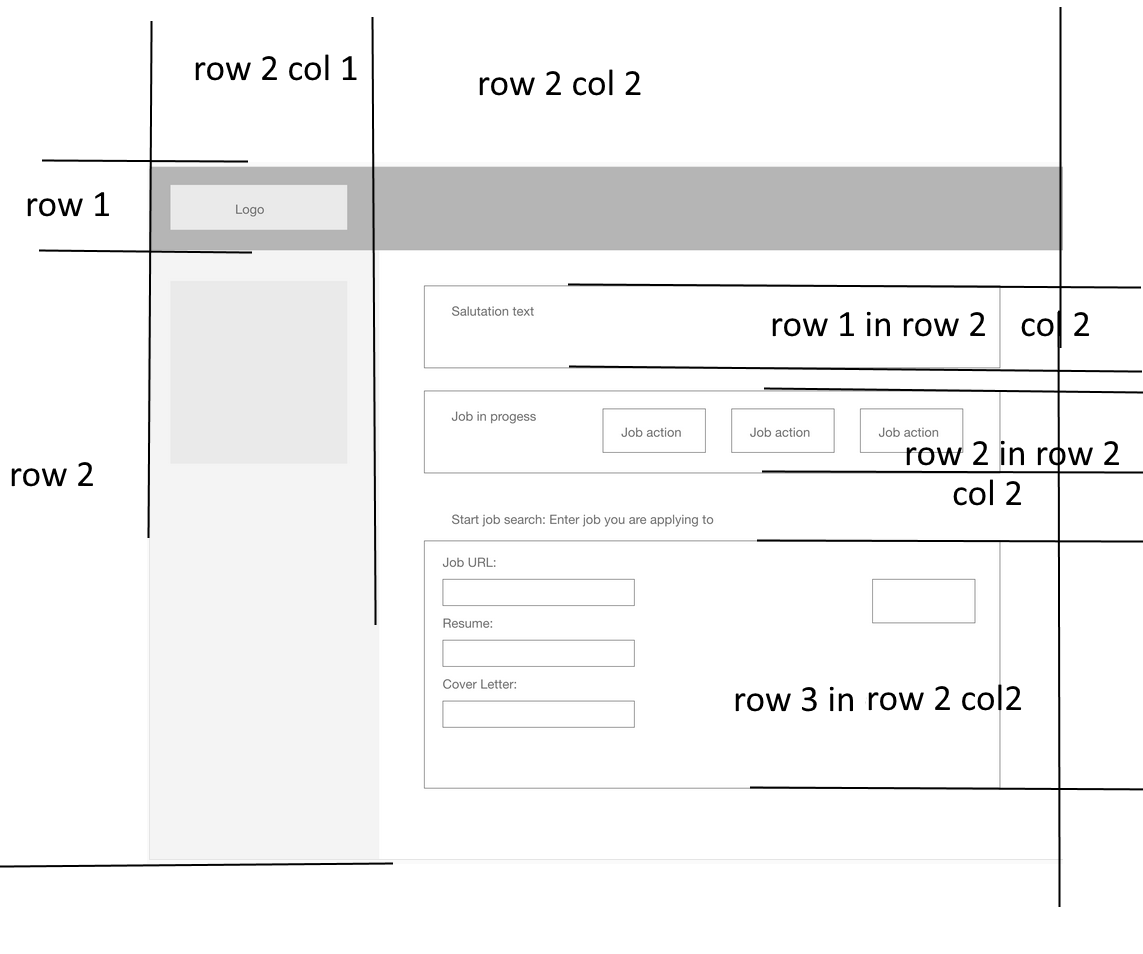 row 2 col 1
row 2 col 2
row 1
Logo
Salutation text
row 1 in row 2 col 2
Job in progess
Job action
Job action
Job action
row 2 in row 2
col 2
row 2
Start job search: Enter job you are applying to
Job URL:
Resume:
Cover Letter:
row 3 in row 2 col2